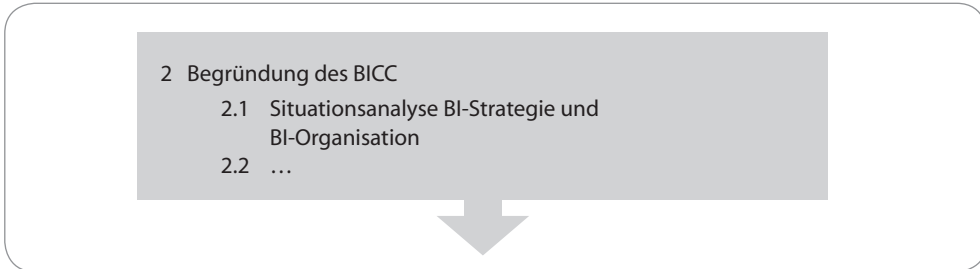 2 Begründung des BICC
2.1 Situationsanalyse BI-Strategie und
BI-Organisation
2.2 …